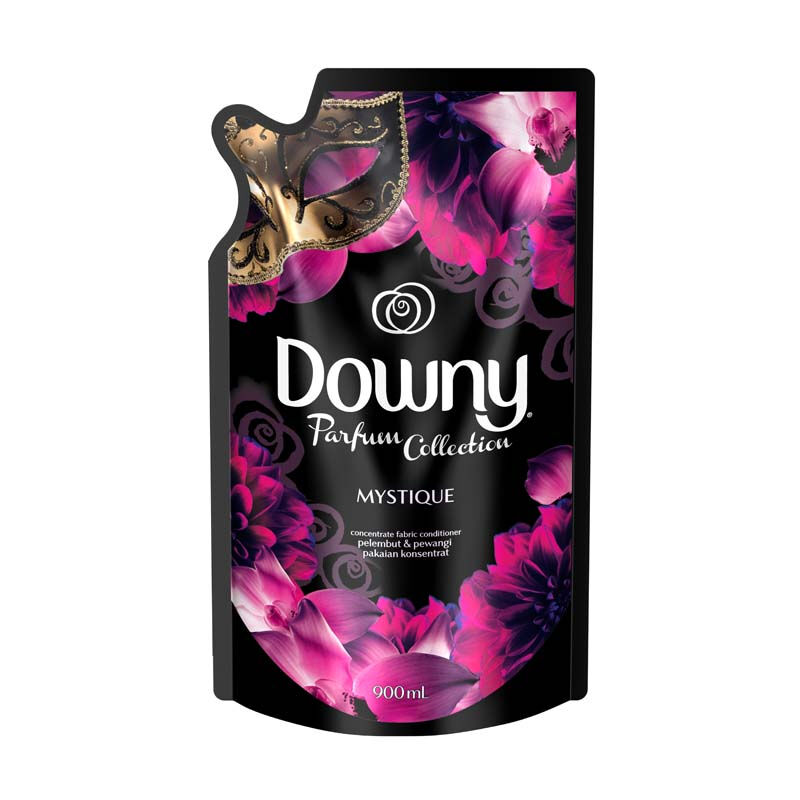 Downy®
Parfum Collection
MYSTIQUE
concentrate fabric conditioner
pelembut & pewangi
pakaian konsentrat
900mL